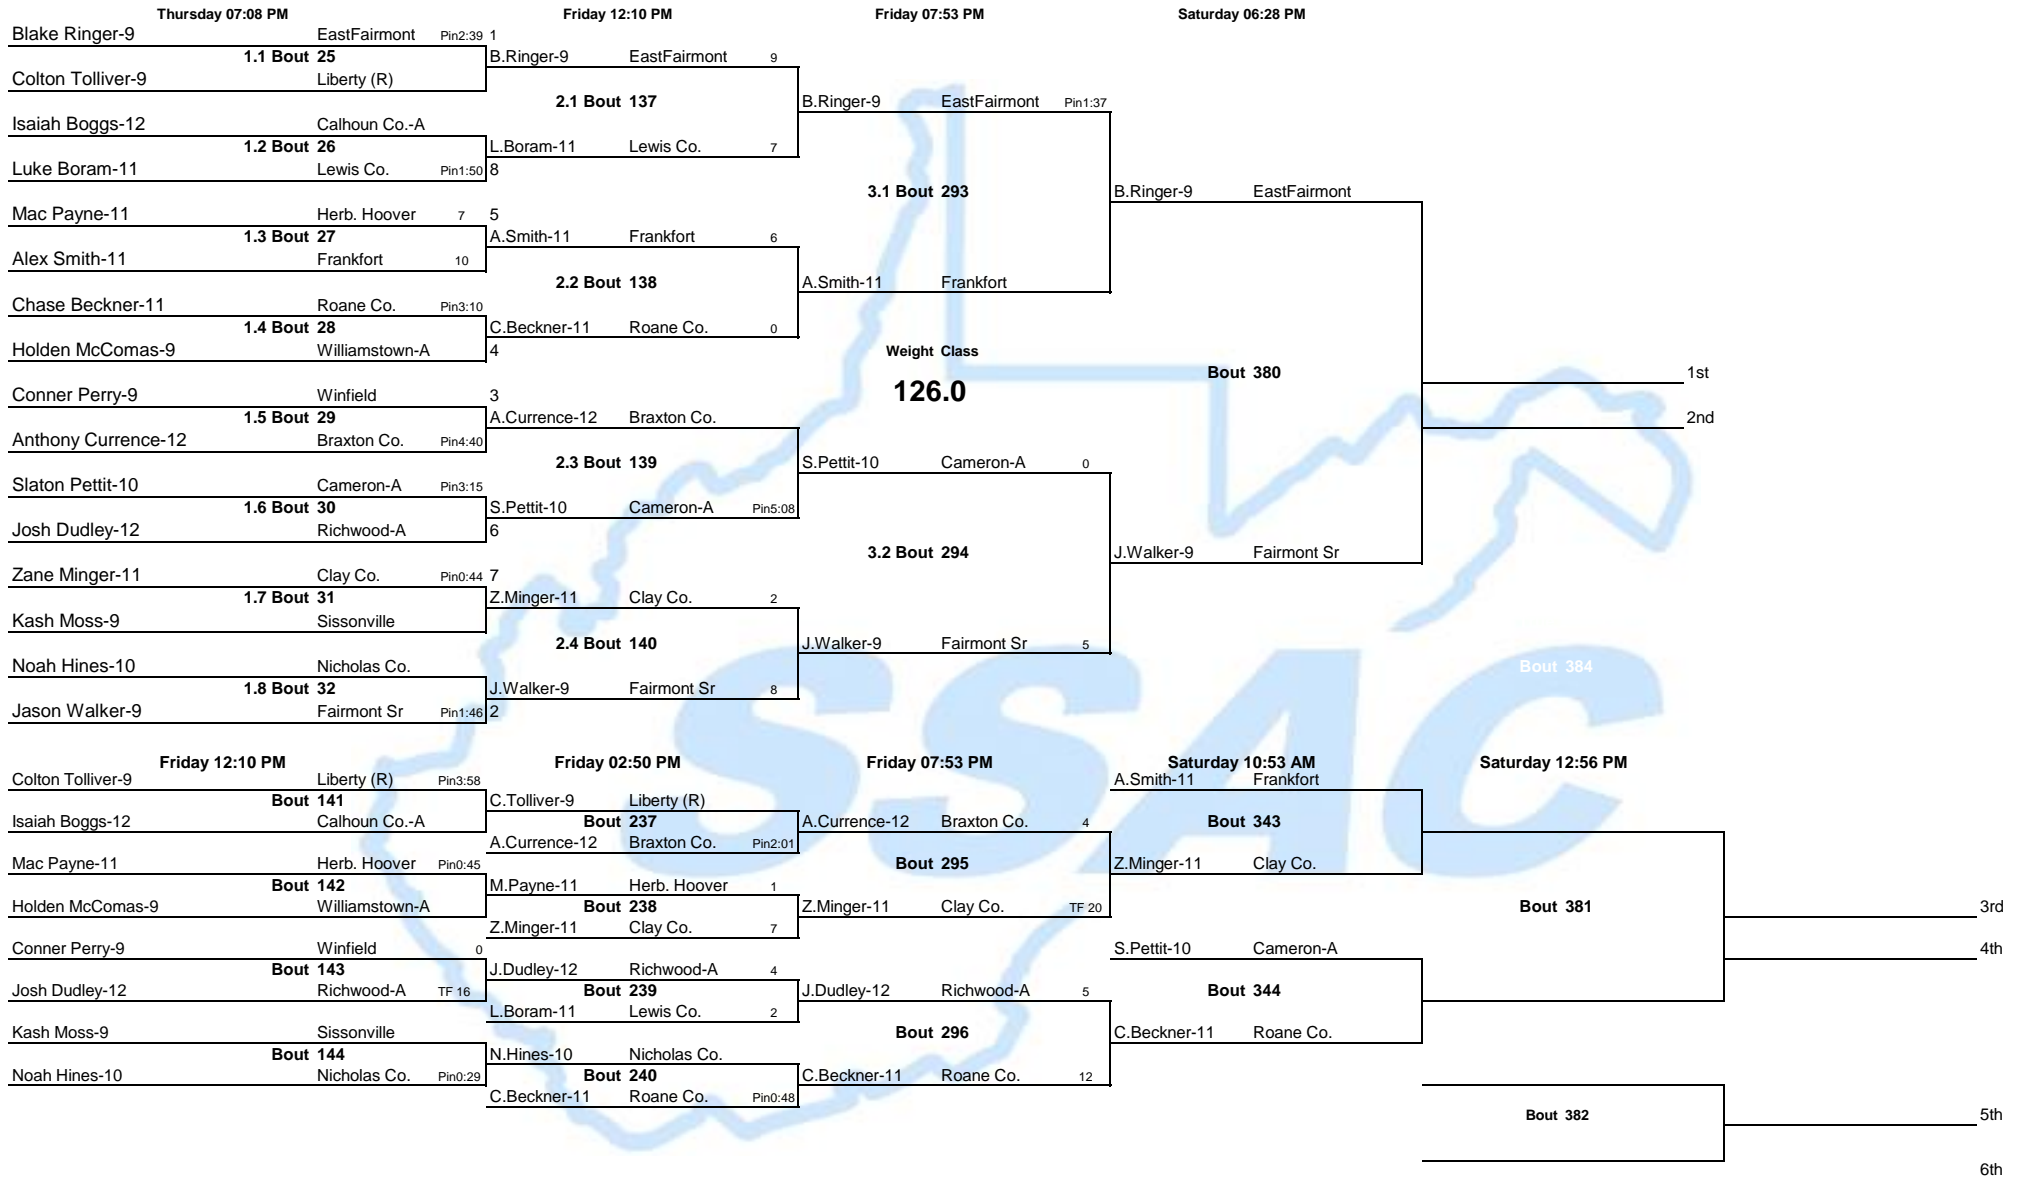 Thursday 07:08 PM Friday 12:10 PM Friday 07:53 PM Saturday 06:28 PM
Blake Ringer-9 EastFairmont Pin2:39 1
1.1 Bout 25 B.Ringer-9 EastFairmont 9
Colton Tolliver-9 Liberty (R)
2.1 Bout 137 B.Ringer-9 EastFairmont Pin1:37
Isaiah Boggs-12 Calhoun Co.-A
1.2 Bout 26 L.Boram-11 Lewis Co. 7
Luke Boram-11 Lewis Co. Pin1:50 8
3.1 Bout 293 B.Ringer-9 EastFairmont
Mac Payne-11 Herb. Hoover 7 5
1.3 Bout 27 A.Smith-11 Frankfort 6
Alex Smith-11 Frankfort 10
2.2 Bout 138 A.Smith-11 Frankfort
Chase Beckner-11 Roane Co. Pin3:10
1.4 Bout 28 C.Beckner-11 Roane Co. 0
Holden McComas-9 Williamstown-A 4 Weight Class
Bout 380 1st
Conner Perry-9 Winfield 3 126.0
1.5 Bout 29 A.Currence-12 Braxton Co. 2nd
Anthony Currence-12 Braxton Co. Pin4:40
2.3 Bout 139 S.Pettit-10 Cameron-A 0
Slaton Pettit-10 Cameron-A Pin3:15
1.6 Bout 30 S.Pettit-10 Cameron-A Pin5:08
Josh Dudley-12 Richwood-A 6
3.2 Bout 294 J.Walker-9 Fairmont Sr
Zane Minger-11 Clay Co. Pin0:44 7
1.7 Bout 31 Z.Minger-11 Clay Co. 2
Kash Moss-9 Sissonville
2.4 Bout 140 J.Walker-9 Fairmont Sr 5
Noah Hines-10 Nicholas Co. Bout 384
1.8 Bout 32 J.Walker-9 Fairmont Sr 8
Jason Walker-9 Fairmont Sr Pin1:46 2
SSAC
Friday 12:10 PM Friday 02:50 PM Friday 07:53 PM Saturday 10:53 AM Saturday 12:56 PM
Colton Tolliver-9 Liberty (R) Pin3:58 A.Smith-11 Frankfort
Bout 141 C.Tolliver-9 Liberty (R)
Isaiah Boggs-12 Calhoun Co.-A Bout 237 A.Currence-12 Braxton Co. 4 Bout 343
A.Currence-12 Braxton Co. Pin2:01
Mac Payne-11 Herb. Hoover Pin0:45 Bout 295 Z.Minger-11 Clay Co.
Bout 142 M.Payne-11 Herb. Hoover 1
Holden McComas-9 Williamstown-A Bout 238 Z.Minger-11 Clay Co. TF 20 Bout 381 3rd
Z.Minger-11 Clay Co. 7
Conner Perry-9 Winfield 0 S.Pettit-10 Cameron-A 4th
Bout 143 J.Dudley-12 Richwood-A 4
Josh Dudley-12 Richwood-A TF 16 Bout 239 J.Dudley-12 Richwood-A 5 Bout 344
L.Boram-11 Lewis Co. 2
Kash Moss-9 Sissonville Bout 296 C.Beckner-11 Roane Co.
Bout 144 N.Hines-10 Nicholas Co.
Noah Hines-10 Nicholas Co. Pin0:29 Bout 240 C.Beckner-11 Roane Co. 12
C.Beckner-11 Roane Co. Pin0:48
Bout 382 5th
6th